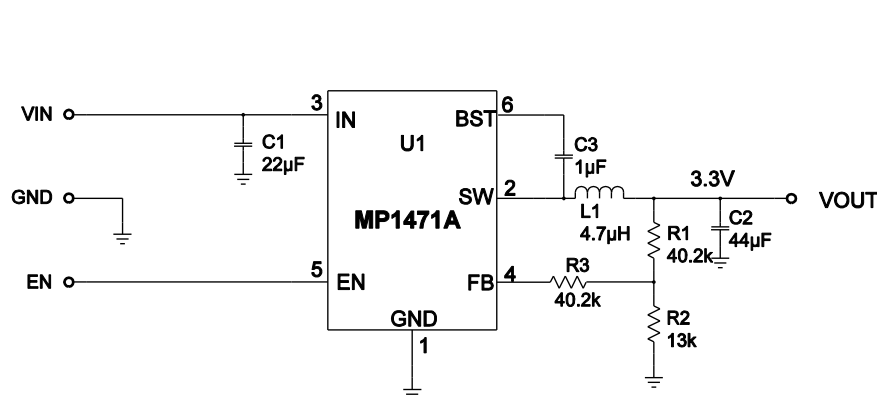 VIN
3
IN
BST
6
C1
22µF
U1
C3
1µF
GND
SW
2
L1
4.7µH
3.3V
VOUT
MP1471A
R1
40.2k
C2
44µF
EN
5
EN
FB
4
R3
40.2k
R2
13k
GND
1